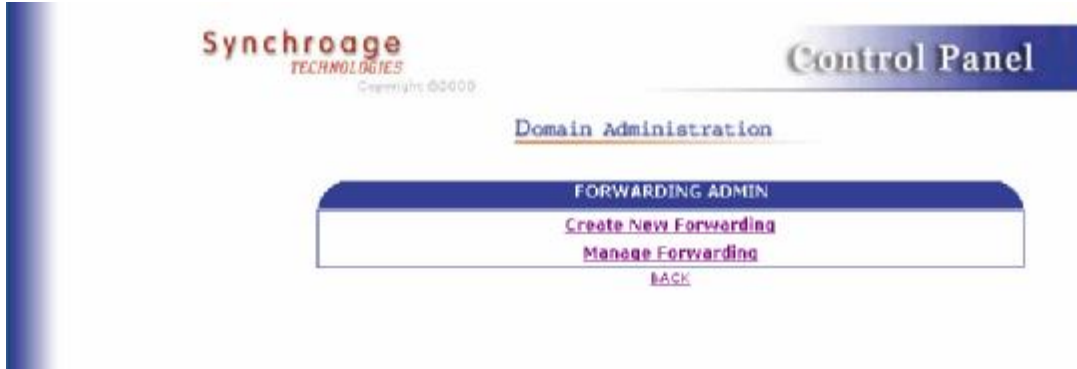 Synchroage
TECHNOLOGIES
Control Panel
Domain Administration
FORWARDING ADMIN
Create New Forwarding
Manage Forwarding
BACK